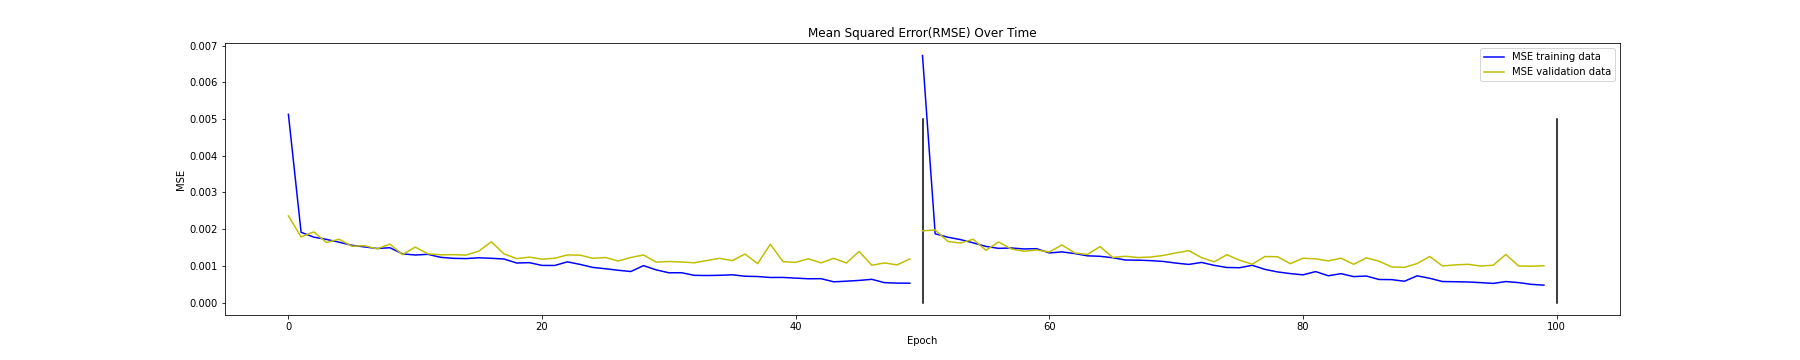 Mean Squared Error(RMSE) Over Time
MSE training data
MSE validation data
0.007
0.006
0.005
0.004
0.003
0.002
0.001
0.000
MSE
0 20 40 60 80 100
Epoch